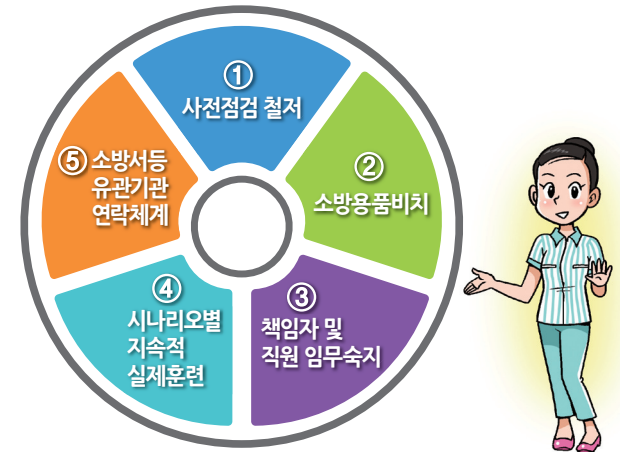 ①
사전점검 철저
②
소방용품비치
③
책임자 및
직원 임무숙지
④
시나리오별
지속적
실제훈련
⑤ 소방서등
유관기관
연락체계